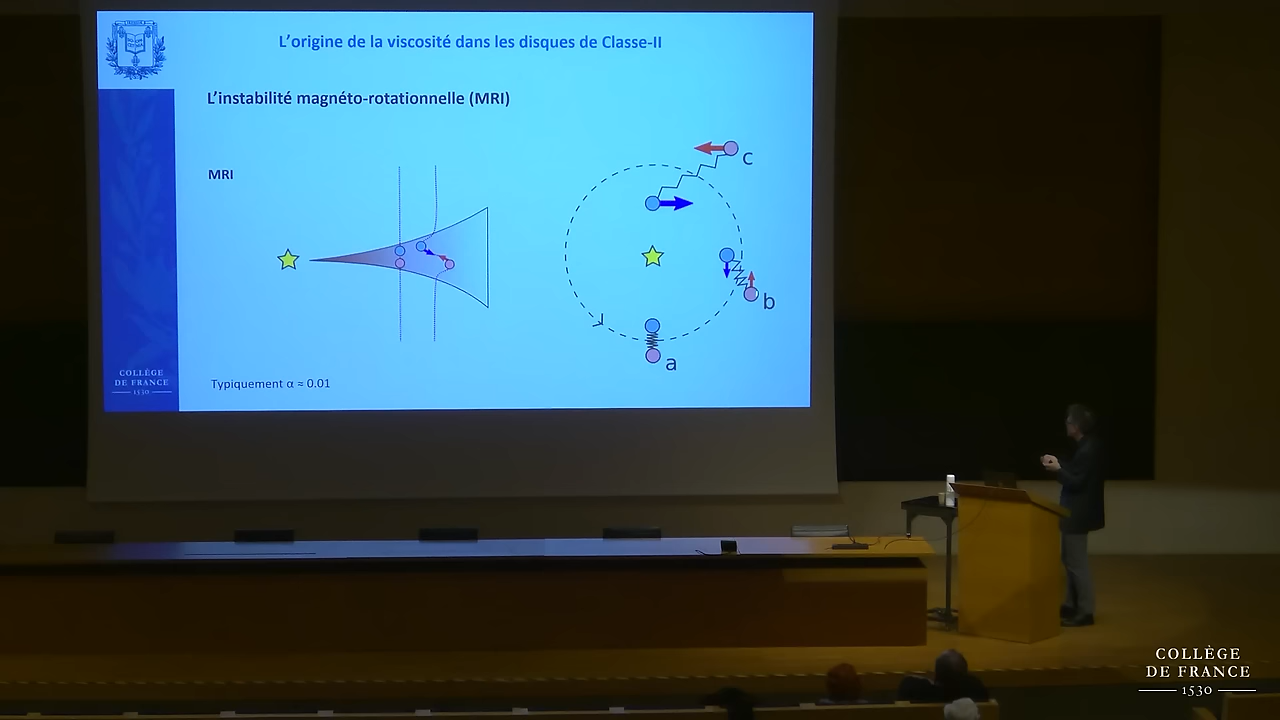 L'origine de la viscosité dans les disques de Classe-II
L'instabilité magnéto-rotationnelle (MRI)
MRI
c
b
a
Typiquement α ≈ 0.01
COLLÈGE
DE FRANCE
1530
COLLÈGE
DE FRANCE
1530